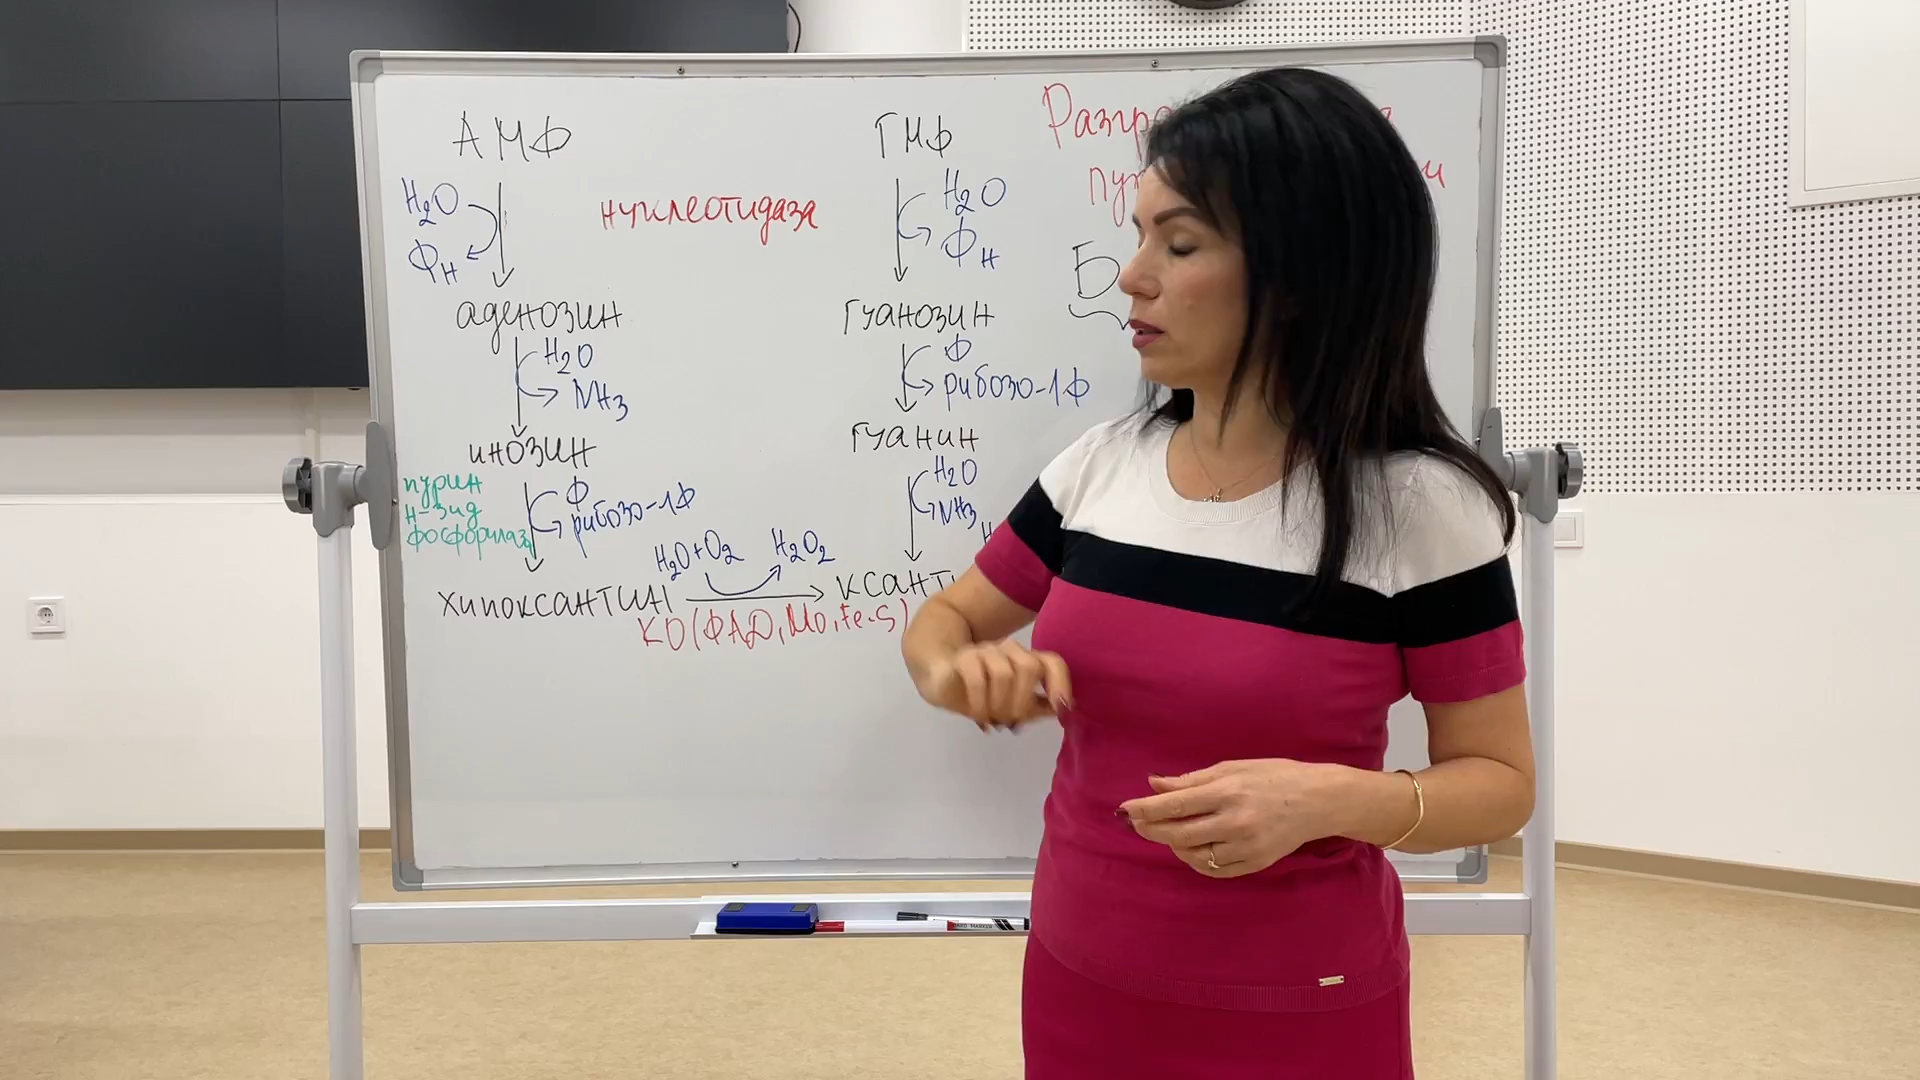 АМФ
H₂O
Фн
аденозин
H₂O
NH₃
инозин
пурин
н-зид
фосфорилаза
Ф
рибозо-1Ф
хипоксантин
H₂O+O₂
H₂O₂
КО(ФАД, Mo, Fe-S)
нуклеотидаза
ГМФ
H₂O
Фн
гуанозин
Ф
рибозо-1Ф
гуанин
H₂O
NH₃